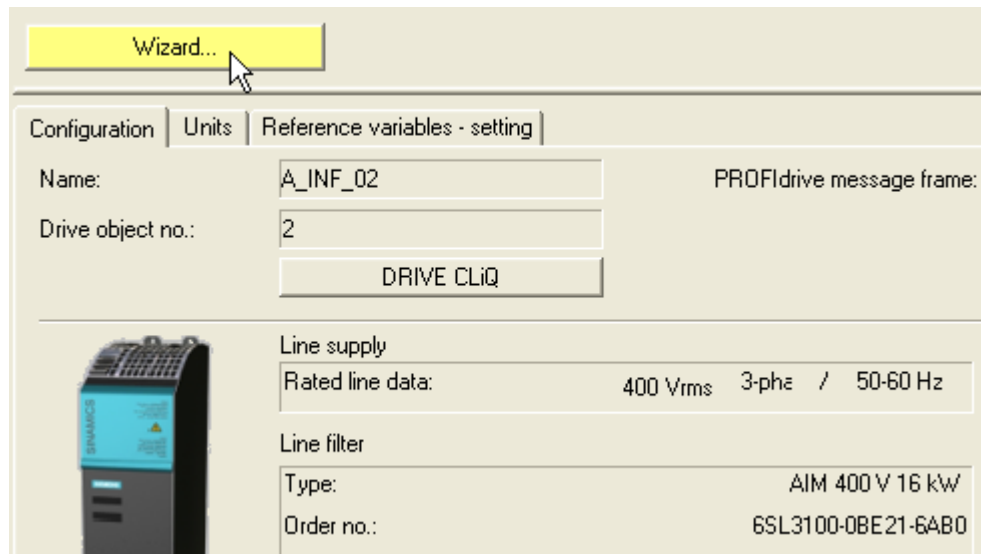 Wizard...
Configuration Units Reference variables - setting
Name: A_INF_02 PROFIdrive message frame:
Drive object no.: 2
DRIVE CLiQ
Line supply
Rated line data: 400 Vrms 3-pha / 50-60 Hz
Line filter
Type: AIM 400 V 16 kW
Order no.: 6SL3100-0BE21-6AB0
SINAMICS